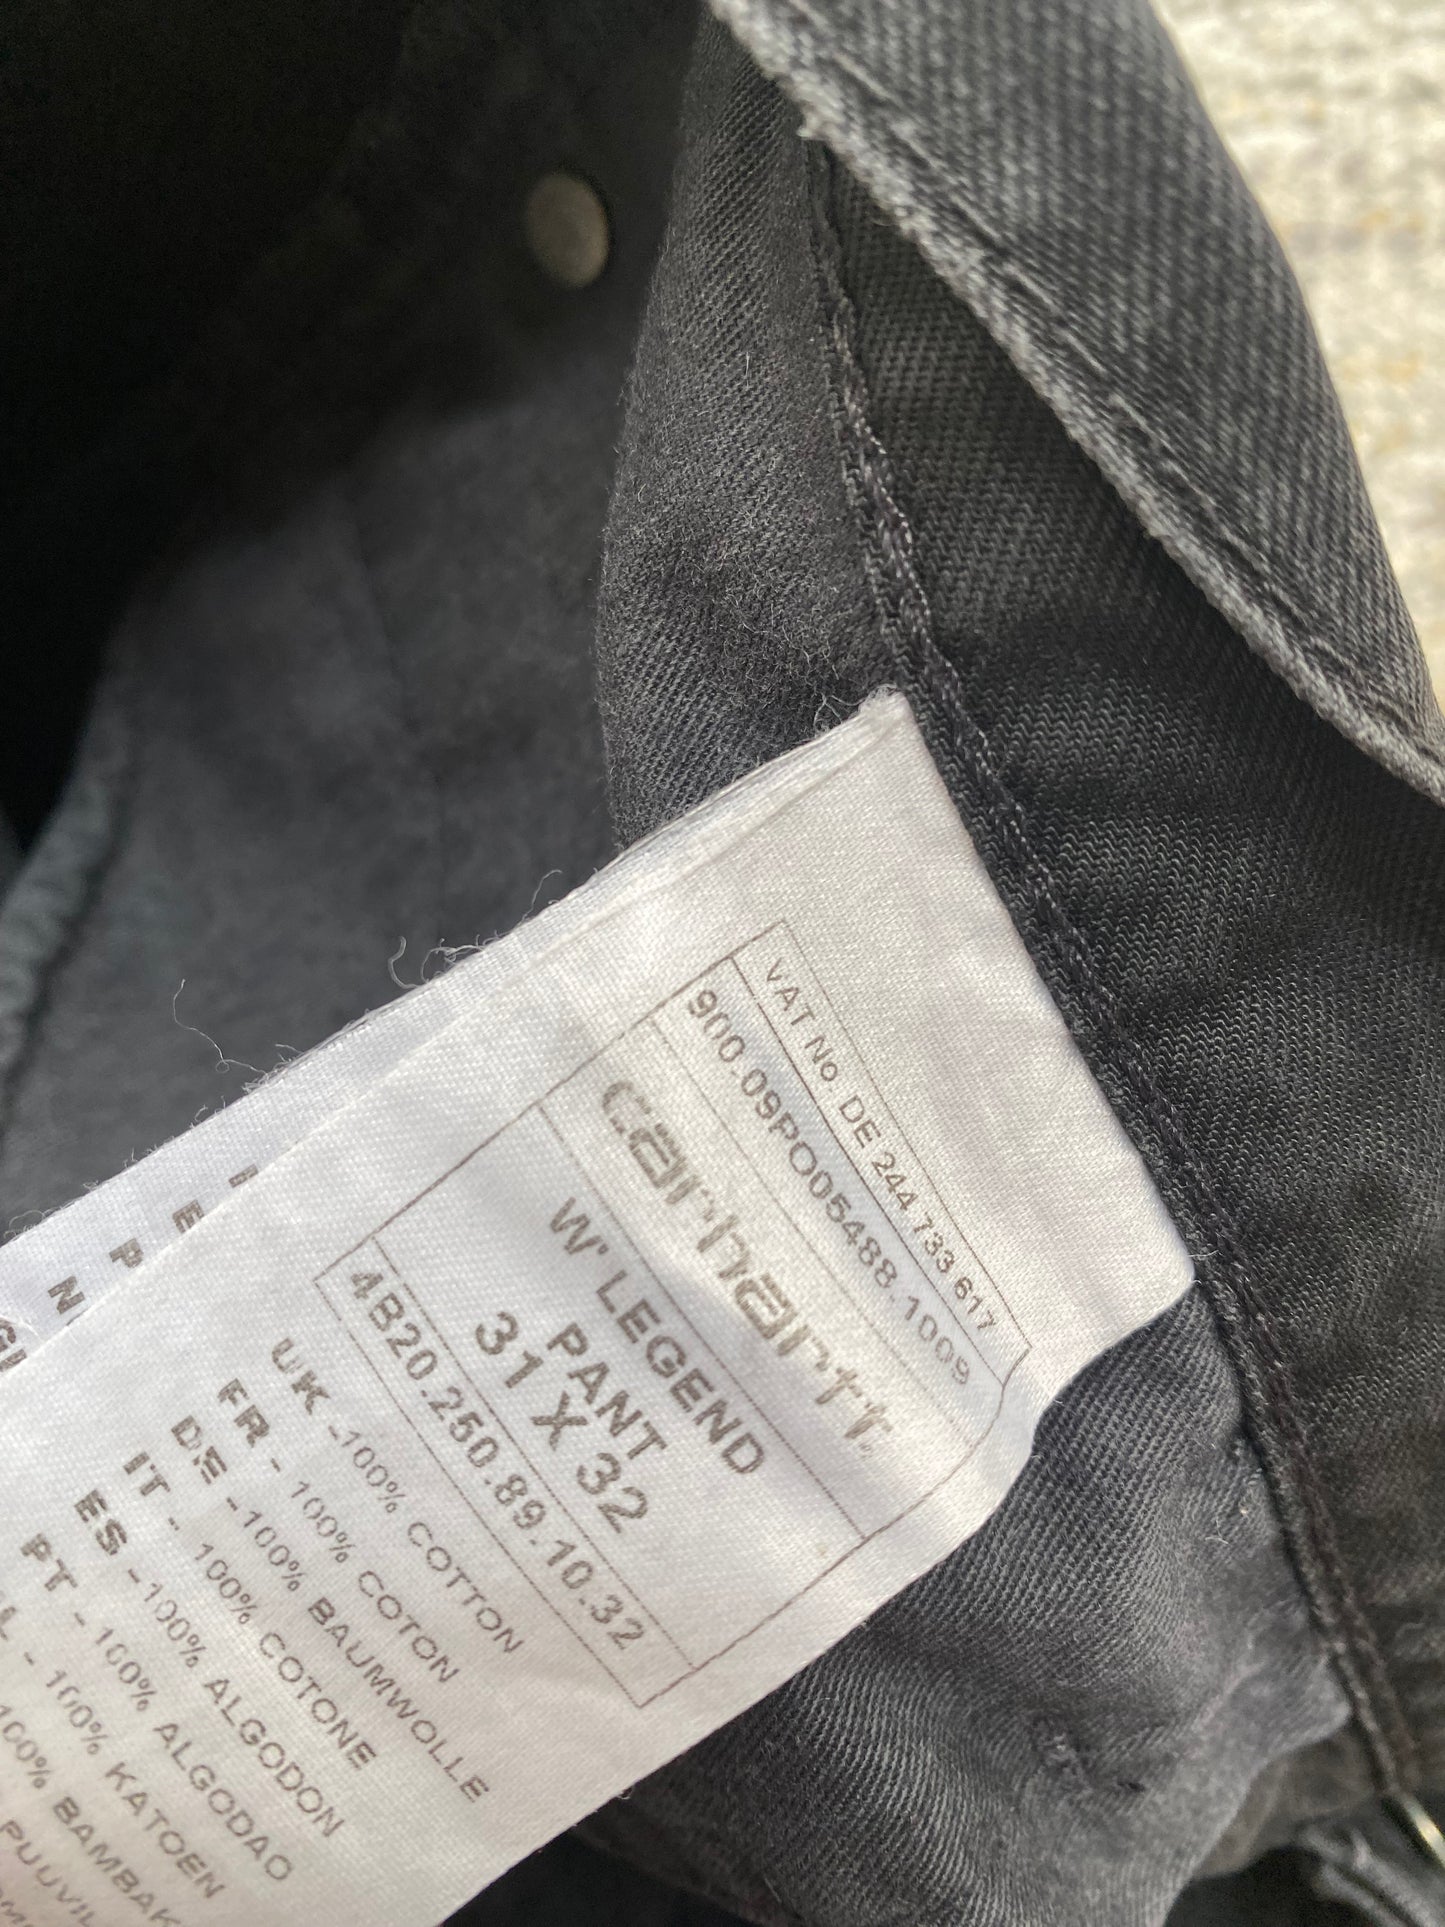 VAT No. DE 244 733 617
900.09PO005488.1009
carhartt
W' LEGEND
PANT
31 X 32
4B20.250.89.10.32
UK -100% COTTON
FR - 100% COTON
DE -100% BAUMWOLLE
IT - 100% COTONE
ES -100% ALGODON
PT - 100% ALGODAO
- 100% KATOEN
100% BAMBAK
PUUVIL